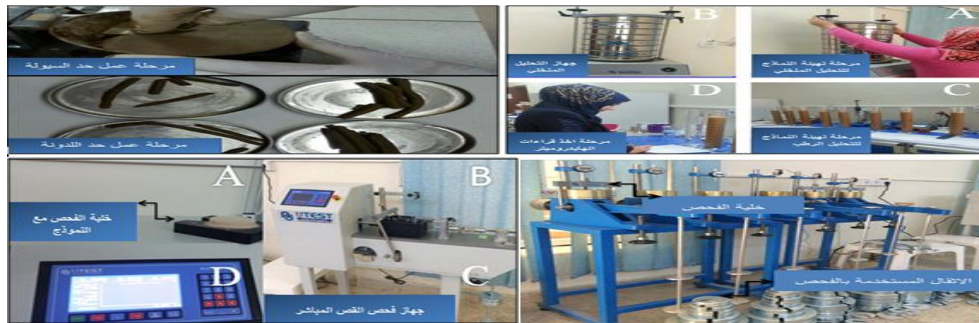 مرحلة عمل حد السيولة
مرحلة عمل حد اللدونة
B
A
جهاز التحليل
المنخلي
مرحلة تهيئة النماذج
للتحليل المنخلي
D
C
مرحلة اخذ قراءات
الهايدروميتر
مرحلة تهيئة النماذج
للتحليل الرطب
A
B
خلية الفحص مع
النموذج
UTEST
D
UTEST
C
جهاز فحص القص المباشر
خلية الفحص
الاثقال المستخدمة بالفحص